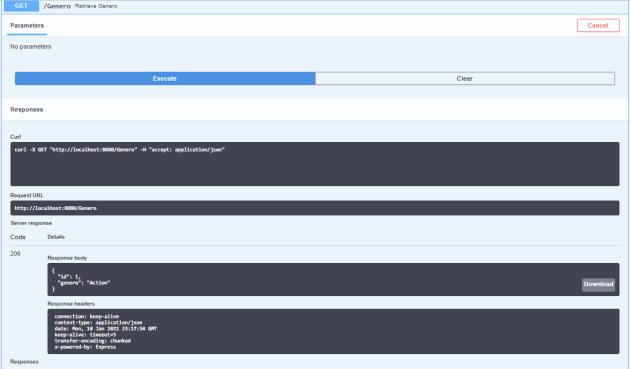 GET /Genero Retrieve Genero
Parameters
Cancel
No parameters
Execute
Clear
Responses
Curl
curl -X GET "http://localhost:8080/Genero" -H "accept: application/json"
Request URL
http://localhost:8080/Genero
Server response
Code Details
200
Response body
{
"id": 1,
"genero": "Action"
}
Download
Response headers
connection: keep-alive
content-type: application/json
date: Mon, 10 Jan 2022 23:17:34 GMT
keep-alive: timeout=5
transfer-encoding: chunked
x-powered-by: Express
Responses